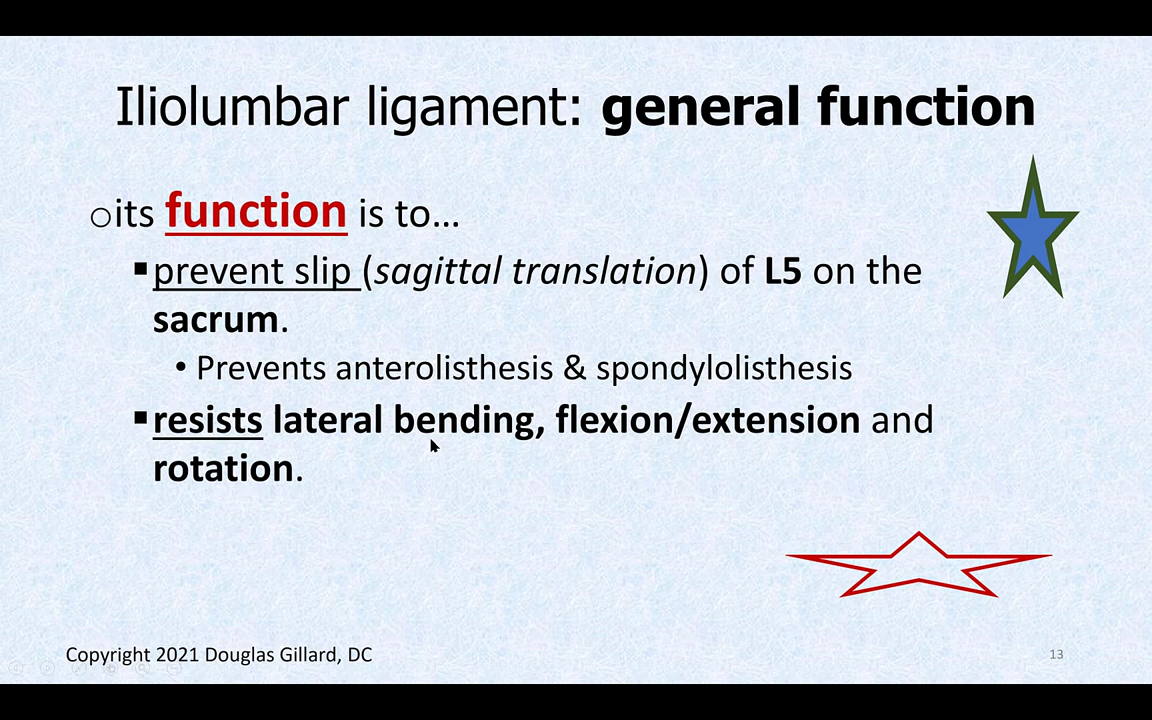 Iliolumbar ligament: general function
its function is to…
prevent slip (sagittal translation) of L5 on the
sacrum.
• Prevents anterolisthesis & spondylolisthesis
resists lateral bending, flexion/extension and
rotation.
Copyright 2021 Douglas Gillard, DC
13